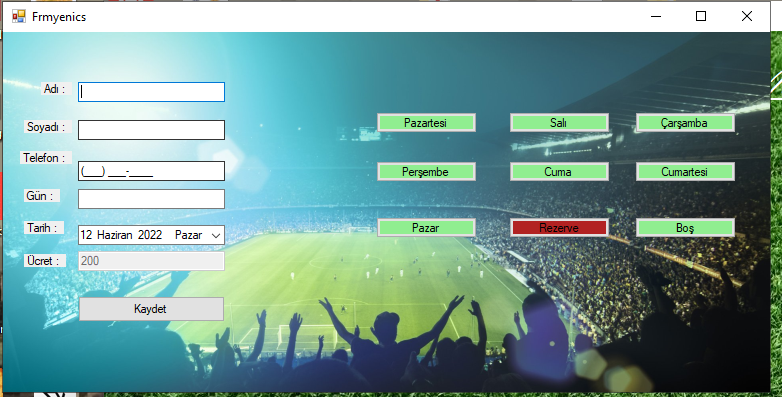 Frmyenics
Adı :
Soyadı :
Telefon :
(___) ___-____
Gün :
Tarih :
12 Haziran 2022 Pazar
Ücret :
200
Kaydet
Pazartesi
Salı
Çarşamba
Perşembe
Cuma
Cumartesi
Pazar
Rezerve
Boş